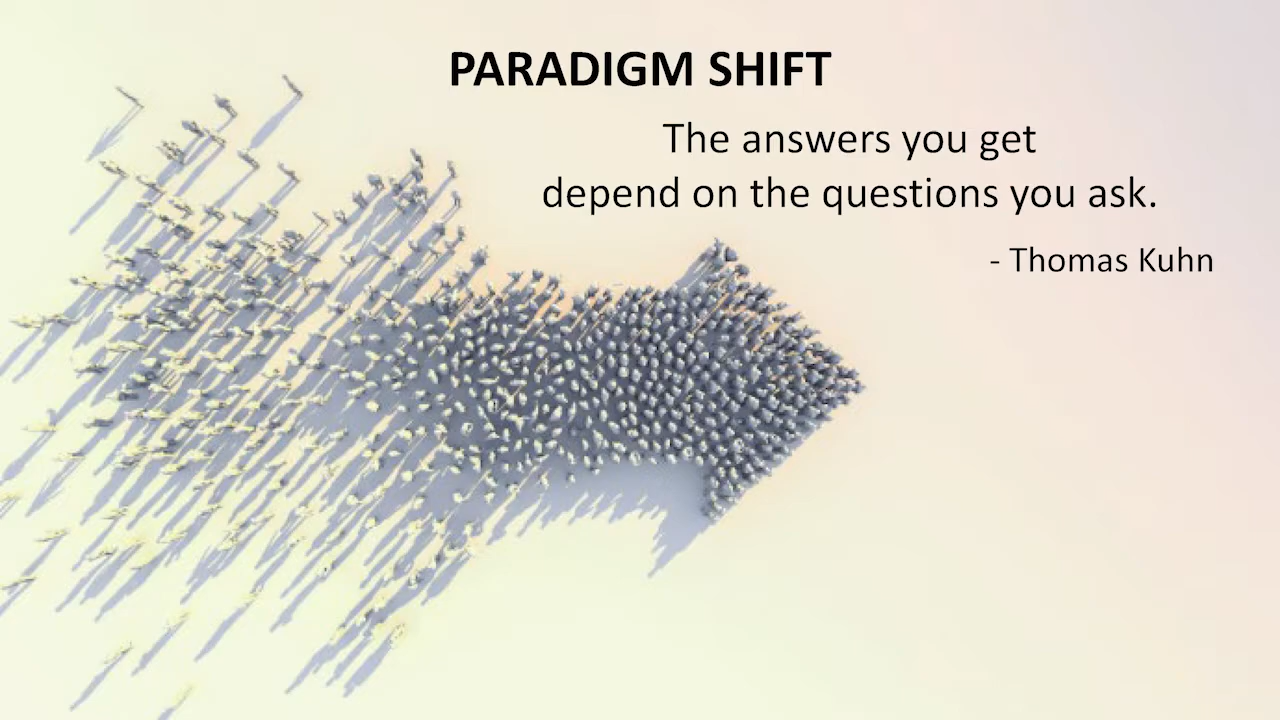 PARADIGM SHIFT
The answers you get
depend on the questions you ask.
- Thomas Kuhn